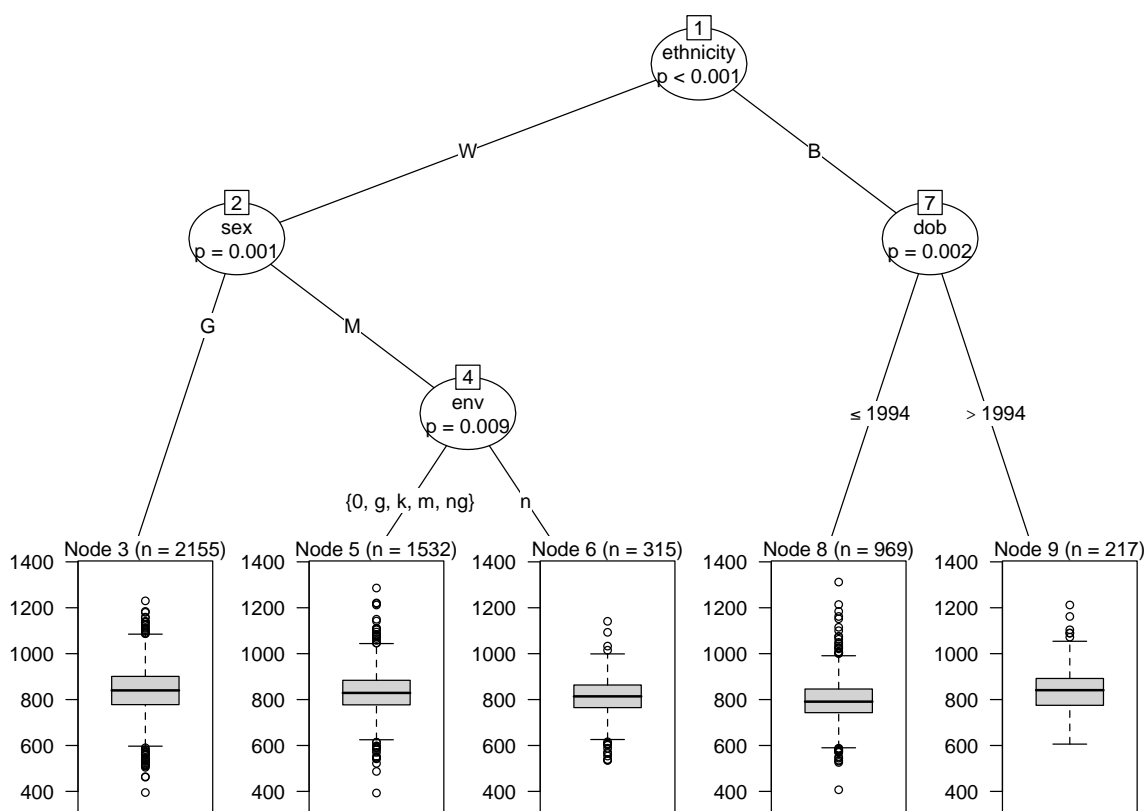 1
ethnicity
p < 0.001
W
B
2
sex
p = 0.001
7
dob
p = 0.002
G
M
4
env
p = 0.009
≤ 1994
> 1994
{0, g, k, m, ng}
n
Node 3 (n = 2155)
Node 5 (n = 1532)
Node 6 (n = 315)
Node 8 (n = 969)
Node 9 (n = 217)
1400 1400 1400 1400 1400
1200 1200 1200 1200 1200
1000 1000 1000 1000 1000
800 800 800 800 800
600 600 600 600 600
400 400 400 400 400